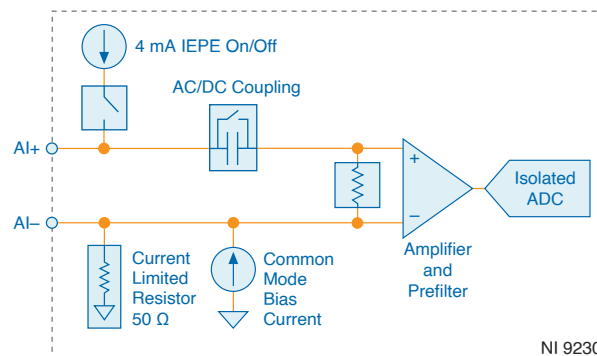 4 mA IEPE On/Off
AC/DC Coupling
AI+
+
Isolated
ADC
AI–
–
Amplifier
and
Prefilter
Current
Limited
Resistor
50 Ω
Common
Mode
Bias
Current
NI 9230